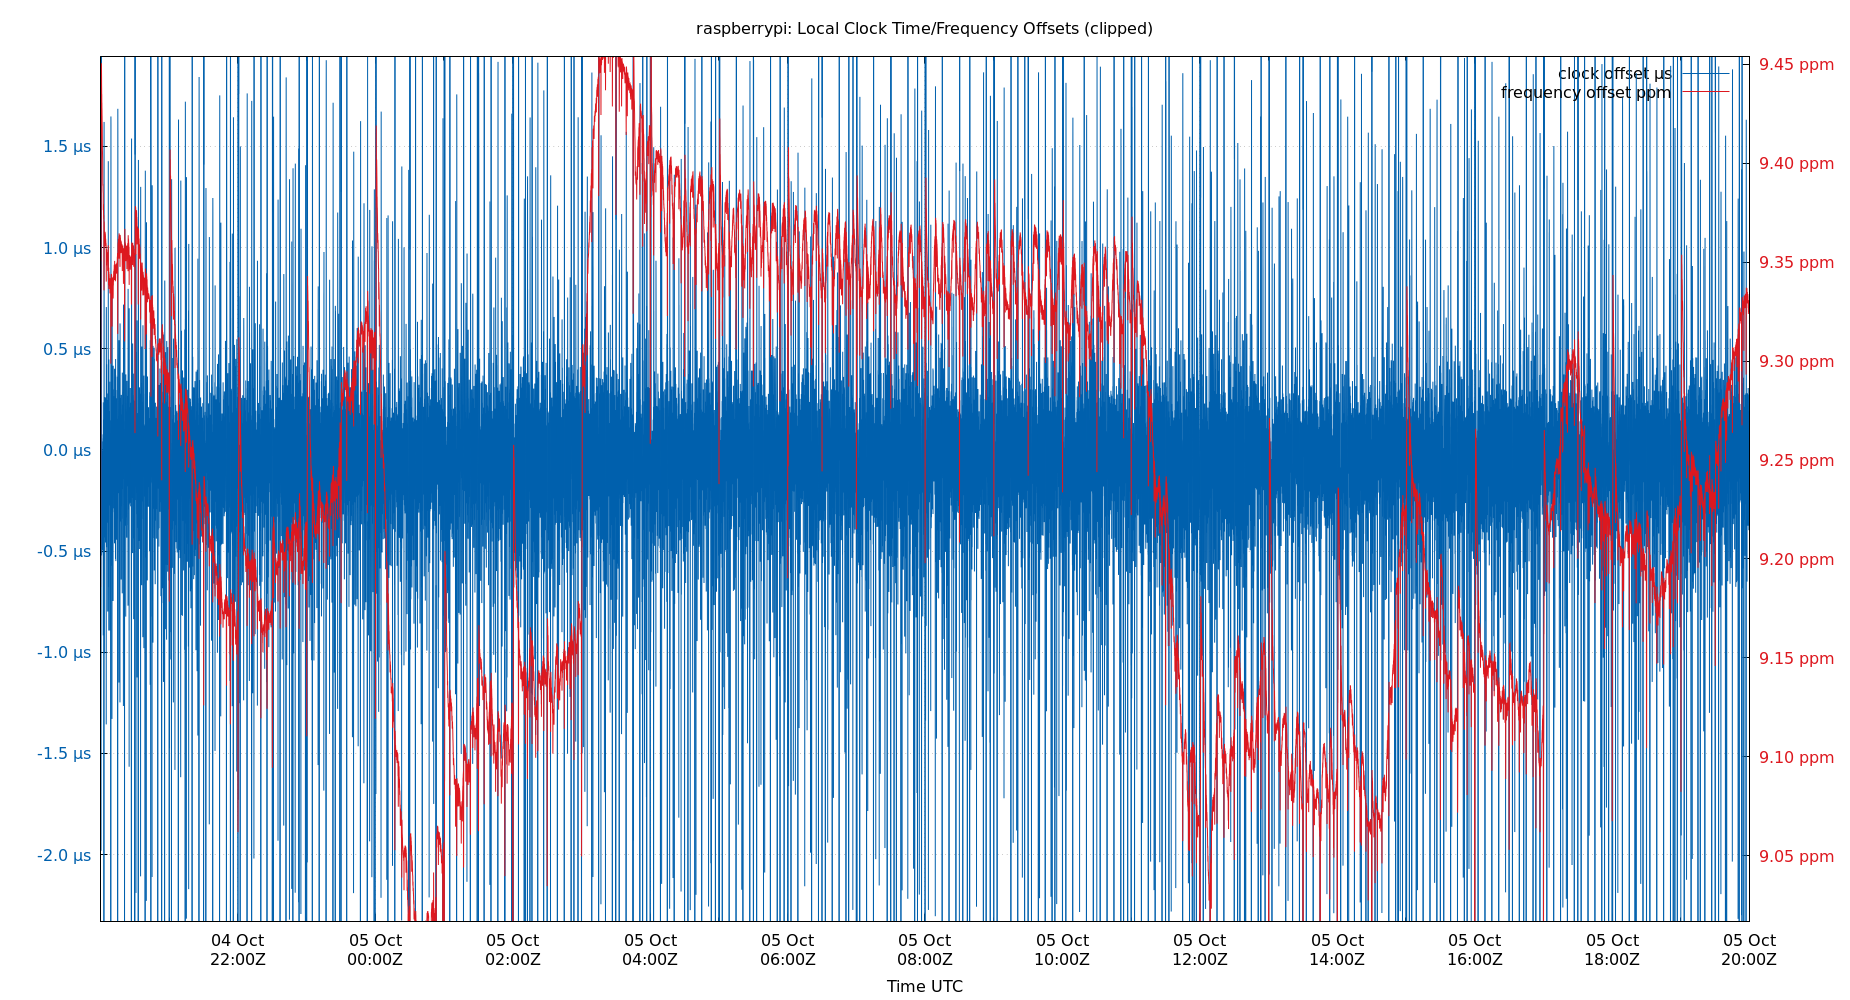 raspberrypi: Local Clock Time/Frequency Offsets (clipped)
clock offset µs
frequency offset ppm
1.5 µs
1.0 µs
0.5 µs
0.0 µs
-0.5 µs
-1.0 µs
-1.5 µs
-2.0 µs
9.45 ppm
9.40 ppm
9.35 ppm
9.30 ppm
9.25 ppm
9.20 ppm
9.15 ppm
9.10 ppm
9.05 ppm
04 Oct 05 Oct 05 Oct 05 Oct 05 Oct 05 Oct 05 Oct 05 Oct 05 Oct 05 Oct 05 Oct 05 Oct
22:00Z 00:00Z 02:00Z 04:00Z 06:00Z 08:00Z 10:00Z 12:00Z 14:00Z 16:00Z 18:00Z 20:00Z
Time UTC